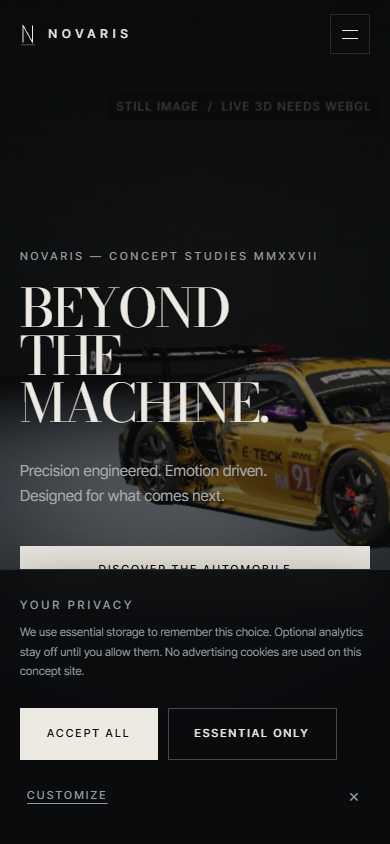 NOVARIS
STILL IMAGE / LIVE 3D NEEDS WEBGL
NOVARIS — CONCEPT STUDIES MMXXVII
BEYOND
THE
MACHINE.
E·TECK
91
Precision engineered. Emotion driven.
Designed for what comes next.
DISCOVER THE AUTOMOBILE
YOUR PRIVACY
We use essential storage to remember this choice. Optional analytics
stay off until you allow them. No advertising cookies are used on this
concept site.
ACCEPT ALL
ESSENTIAL ONLY
CUSTOMIZE